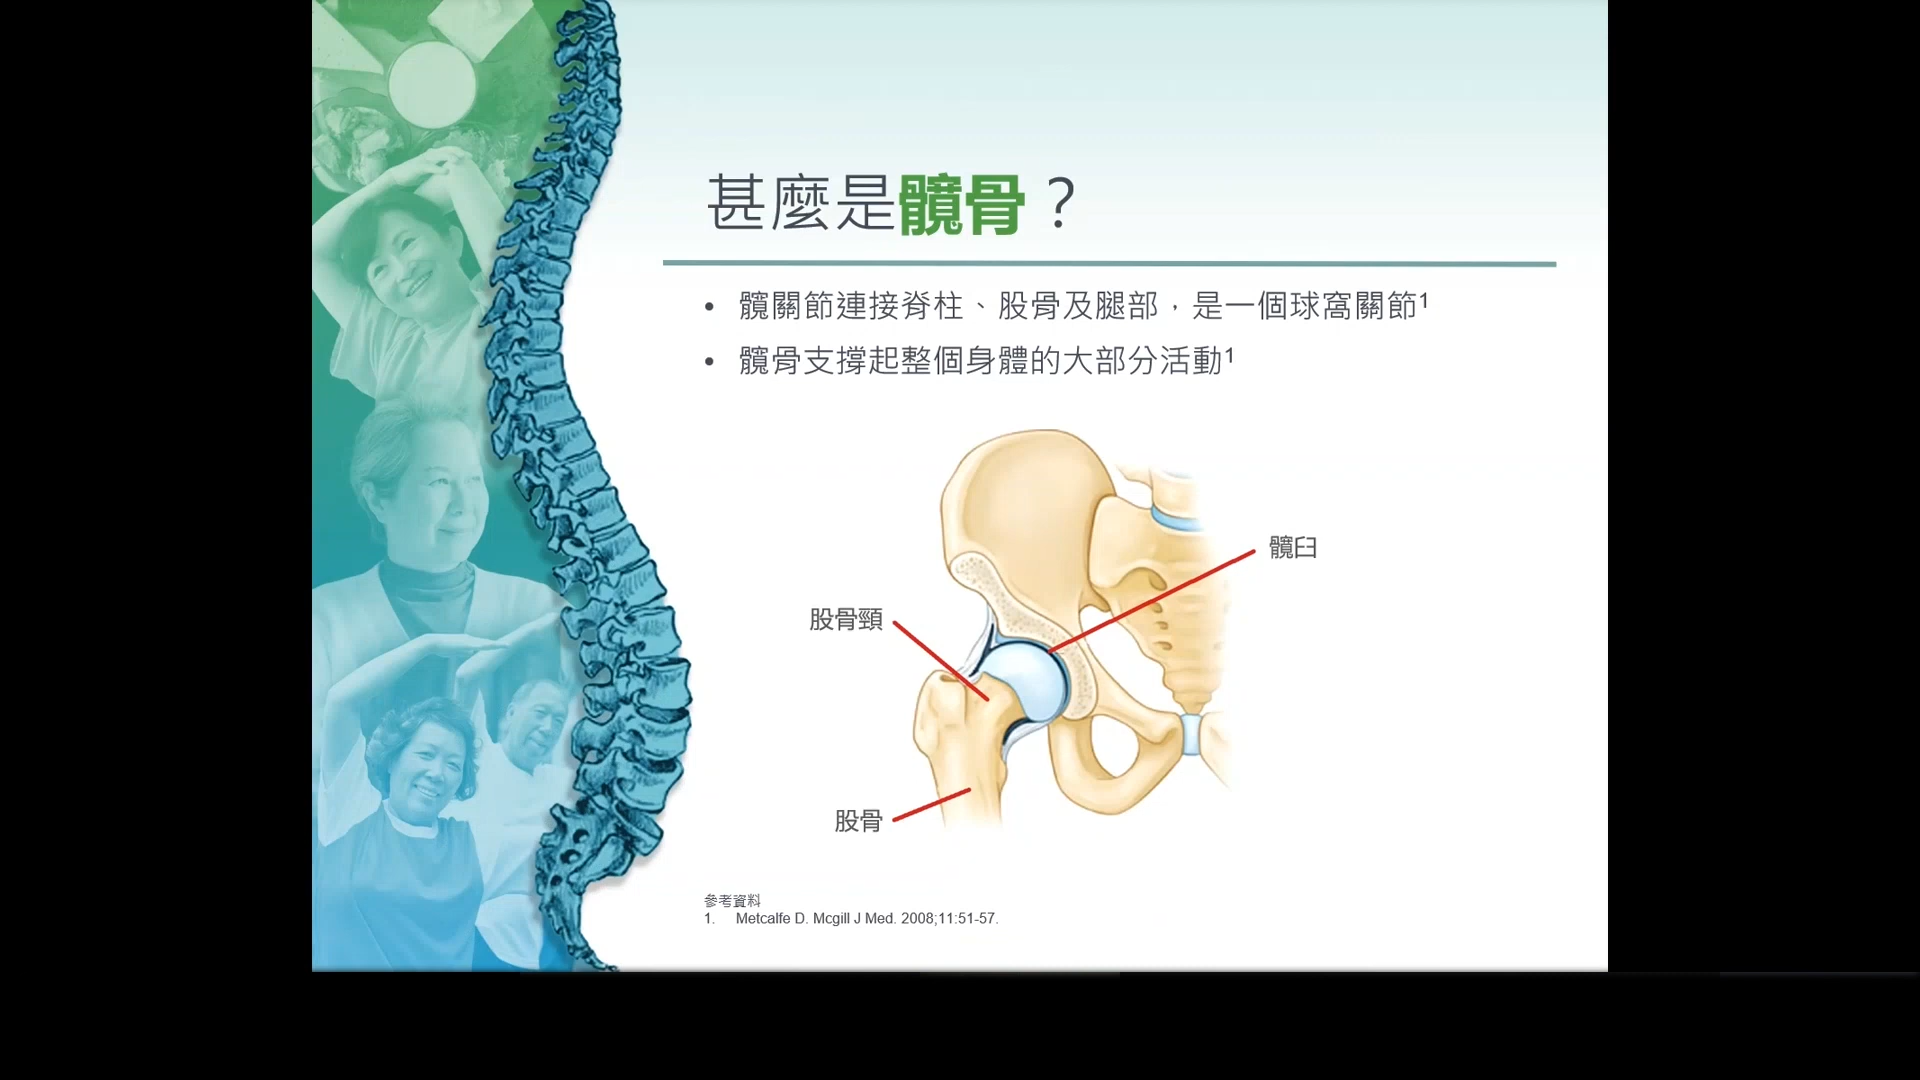 甚麼是髖骨？
• 髖關節連接脊柱、股骨及腿部，是一個球窩關節¹
• 髖骨支撐起整個身體的大部分活動¹
髖臼
股骨頸
股骨
參考資料
1. Metcalfe D. Mcgill J Med. 2008;11:51-57.